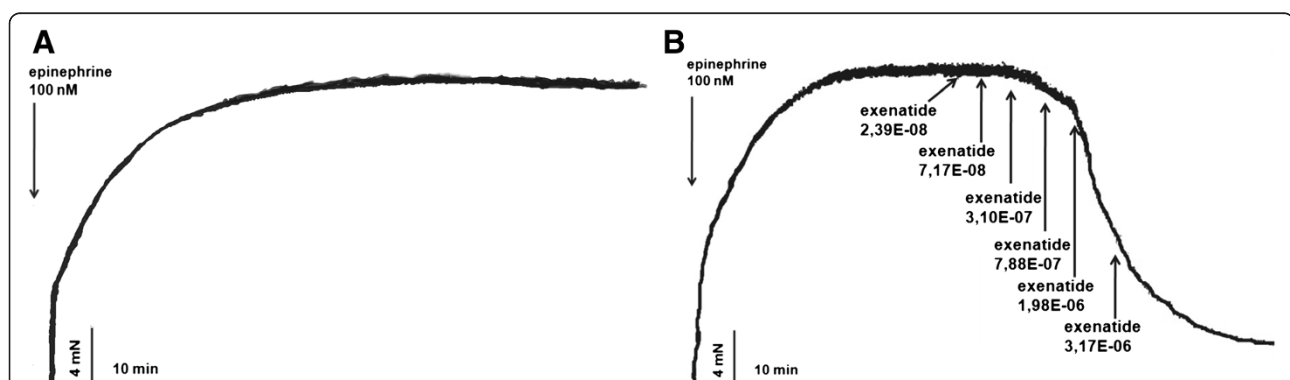 A
epinephrine
100 nM
4 mN
10 min
B
epinephrine
100 nM
exenatide
2,39E-08
exenatide
7,17E-08
exenatide
3,10E-07
exenatide
7,88E-07
exenatide
1,98E-06
exenatide
3,17E-06
4 mN
10 min